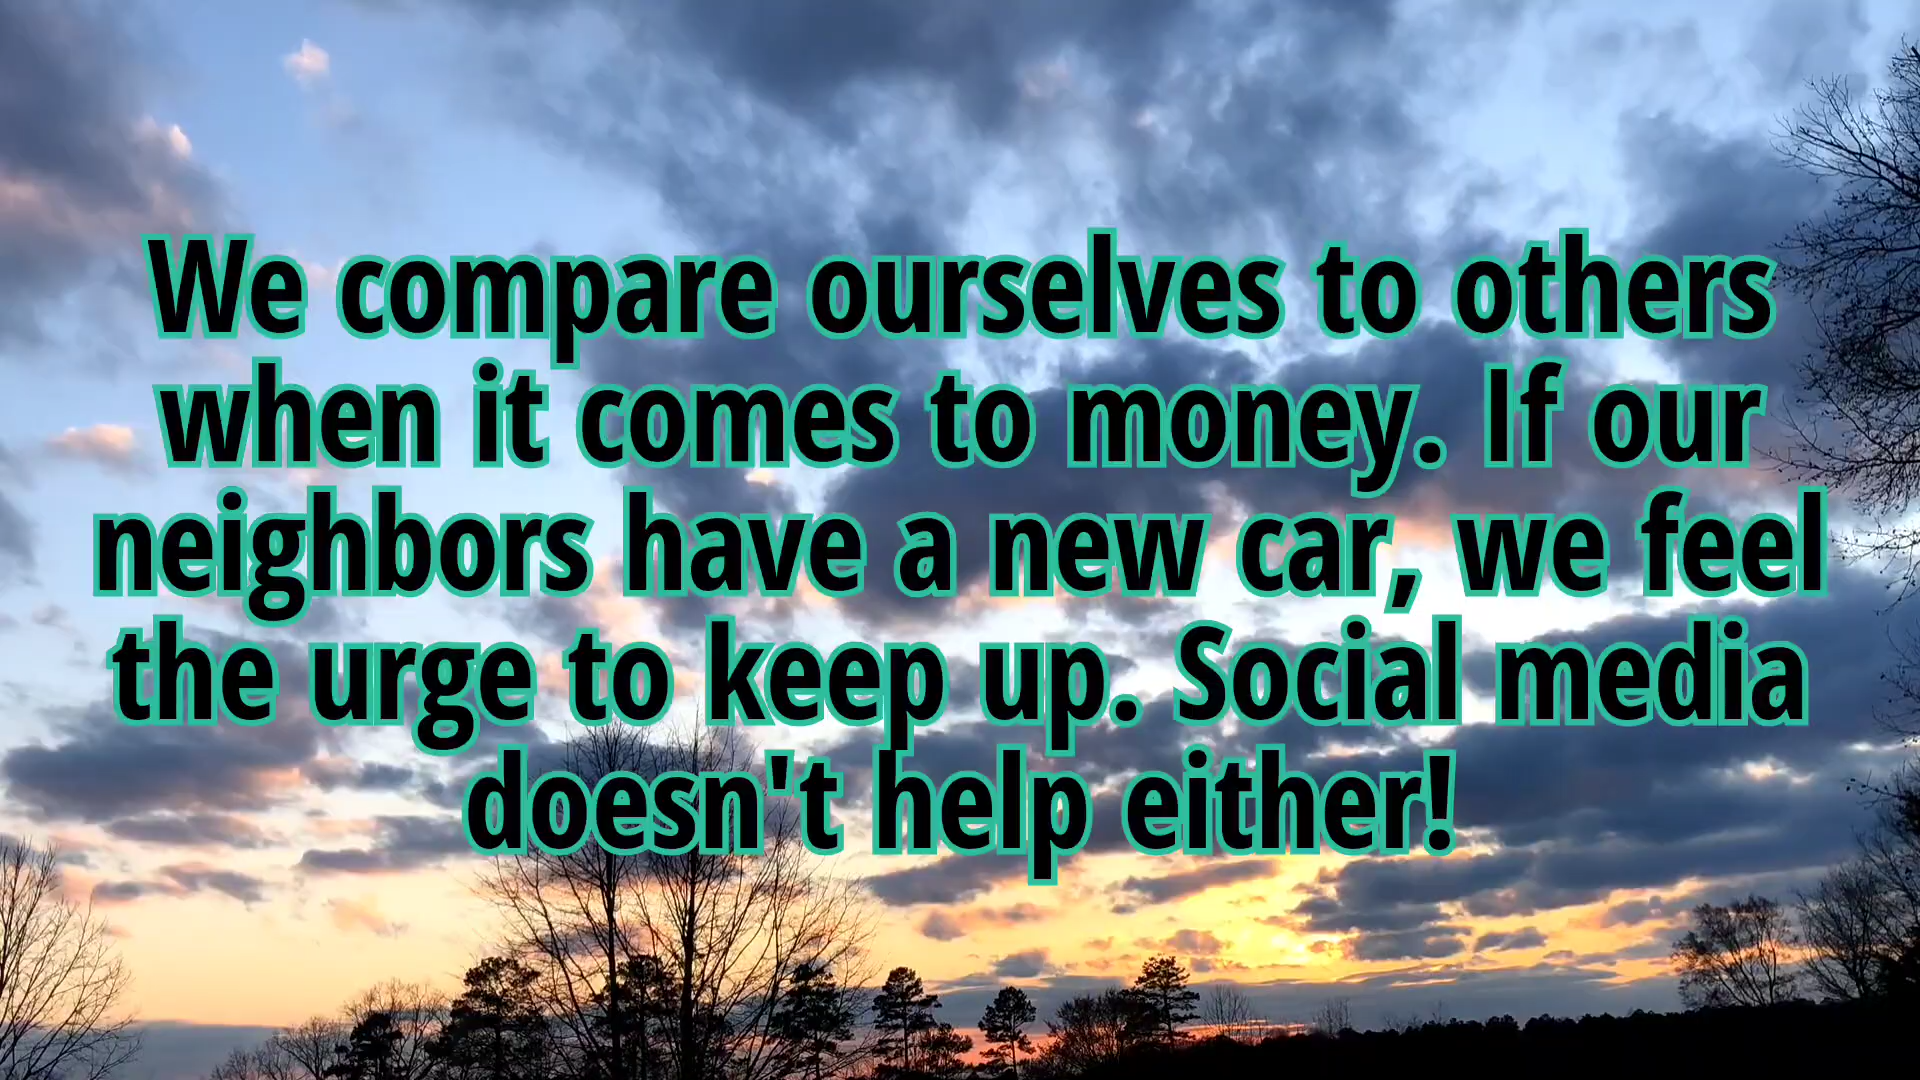 We compare ourselves to others
when it comes to money. If our
neighbors have a new car, we feel
the urge to keep up. Social media
doesn't help either!